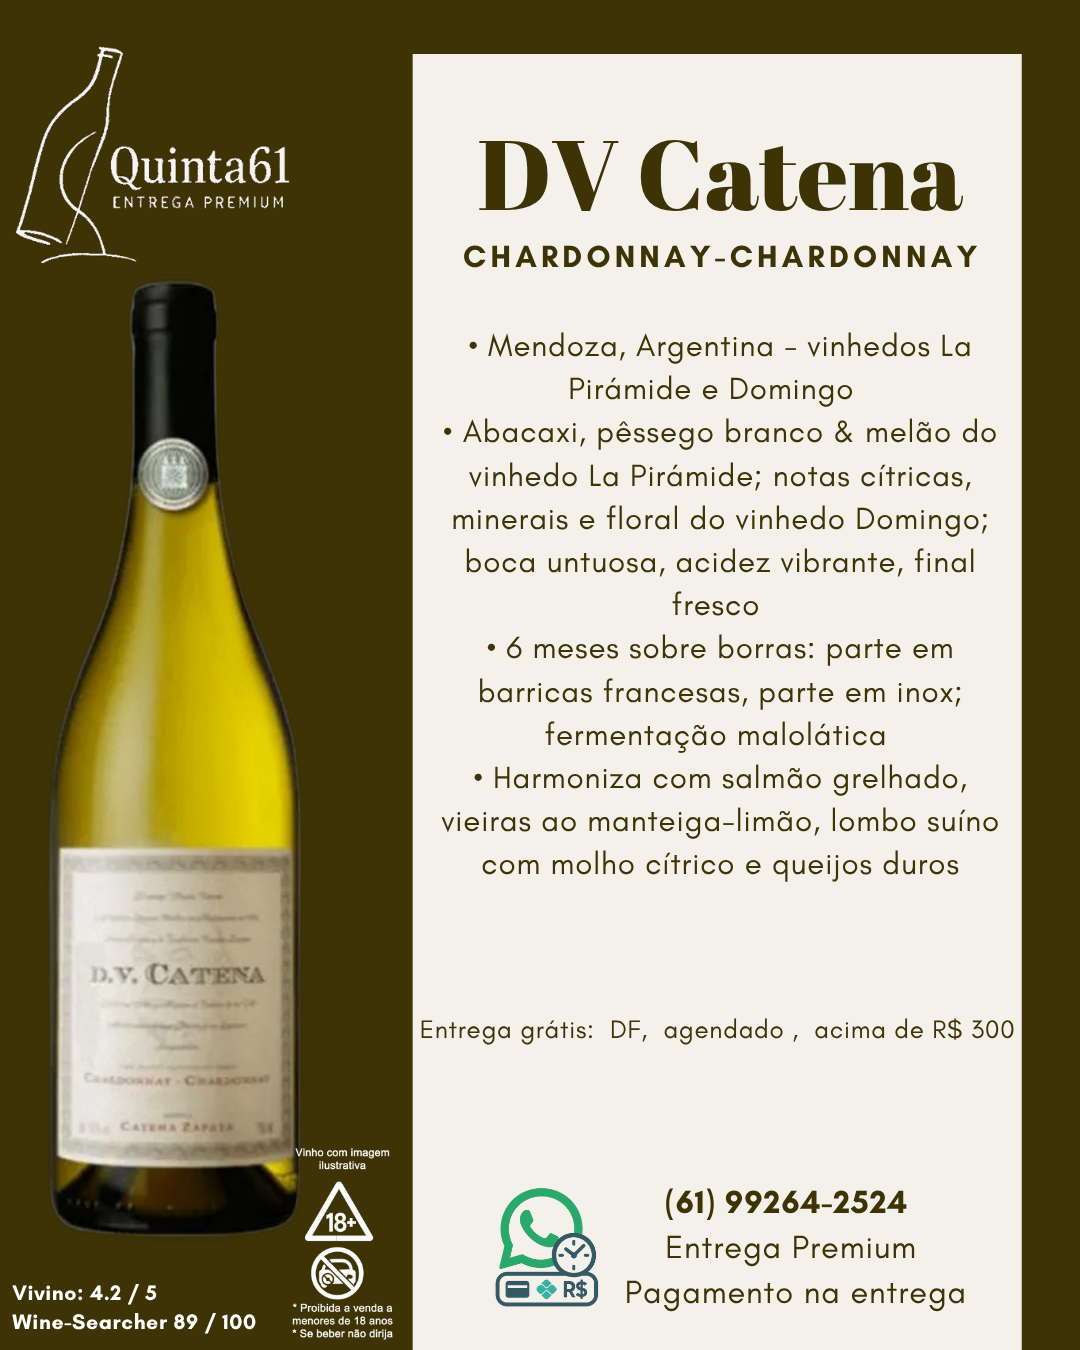 Quinta61
ENTREGA PREMIUM
DV Catena
CHARDONNAY-CHARDONNAY
• Mendoza, Argentina - vinhedos La
Pirámide e Domingo
• Abacaxi, pêssego branco & melão do
vinhedo La Pirámide; notas cítricas,
minerais e floral do vinhedo Domingo;
boca untuosa, acidez vibrante, final
fresco
• 6 meses sobre borras: parte em
barricas francesas, parte em inox;
fermentação malolática
• Harmoniza com salmão grelhado,
vieiras ao manteiga-limão, lombo suíno
com molho cítrico e queijos duros
Entrega grátis: DF, agendado , acima de R$ 300
(61) 99264-2524
Entrega Premium
Pagamento na entrega
R$
D.V. CATENA
CHARDONNAY - CHARDONNAY
CATENA ZAPATA
Vinho com imagem
ilustrativa
18+
* Proibida a venda a
menores de 18 anos
* Se beber não dirija
Vivino: 4.2 / 5
Wine-Searcher 89 / 100